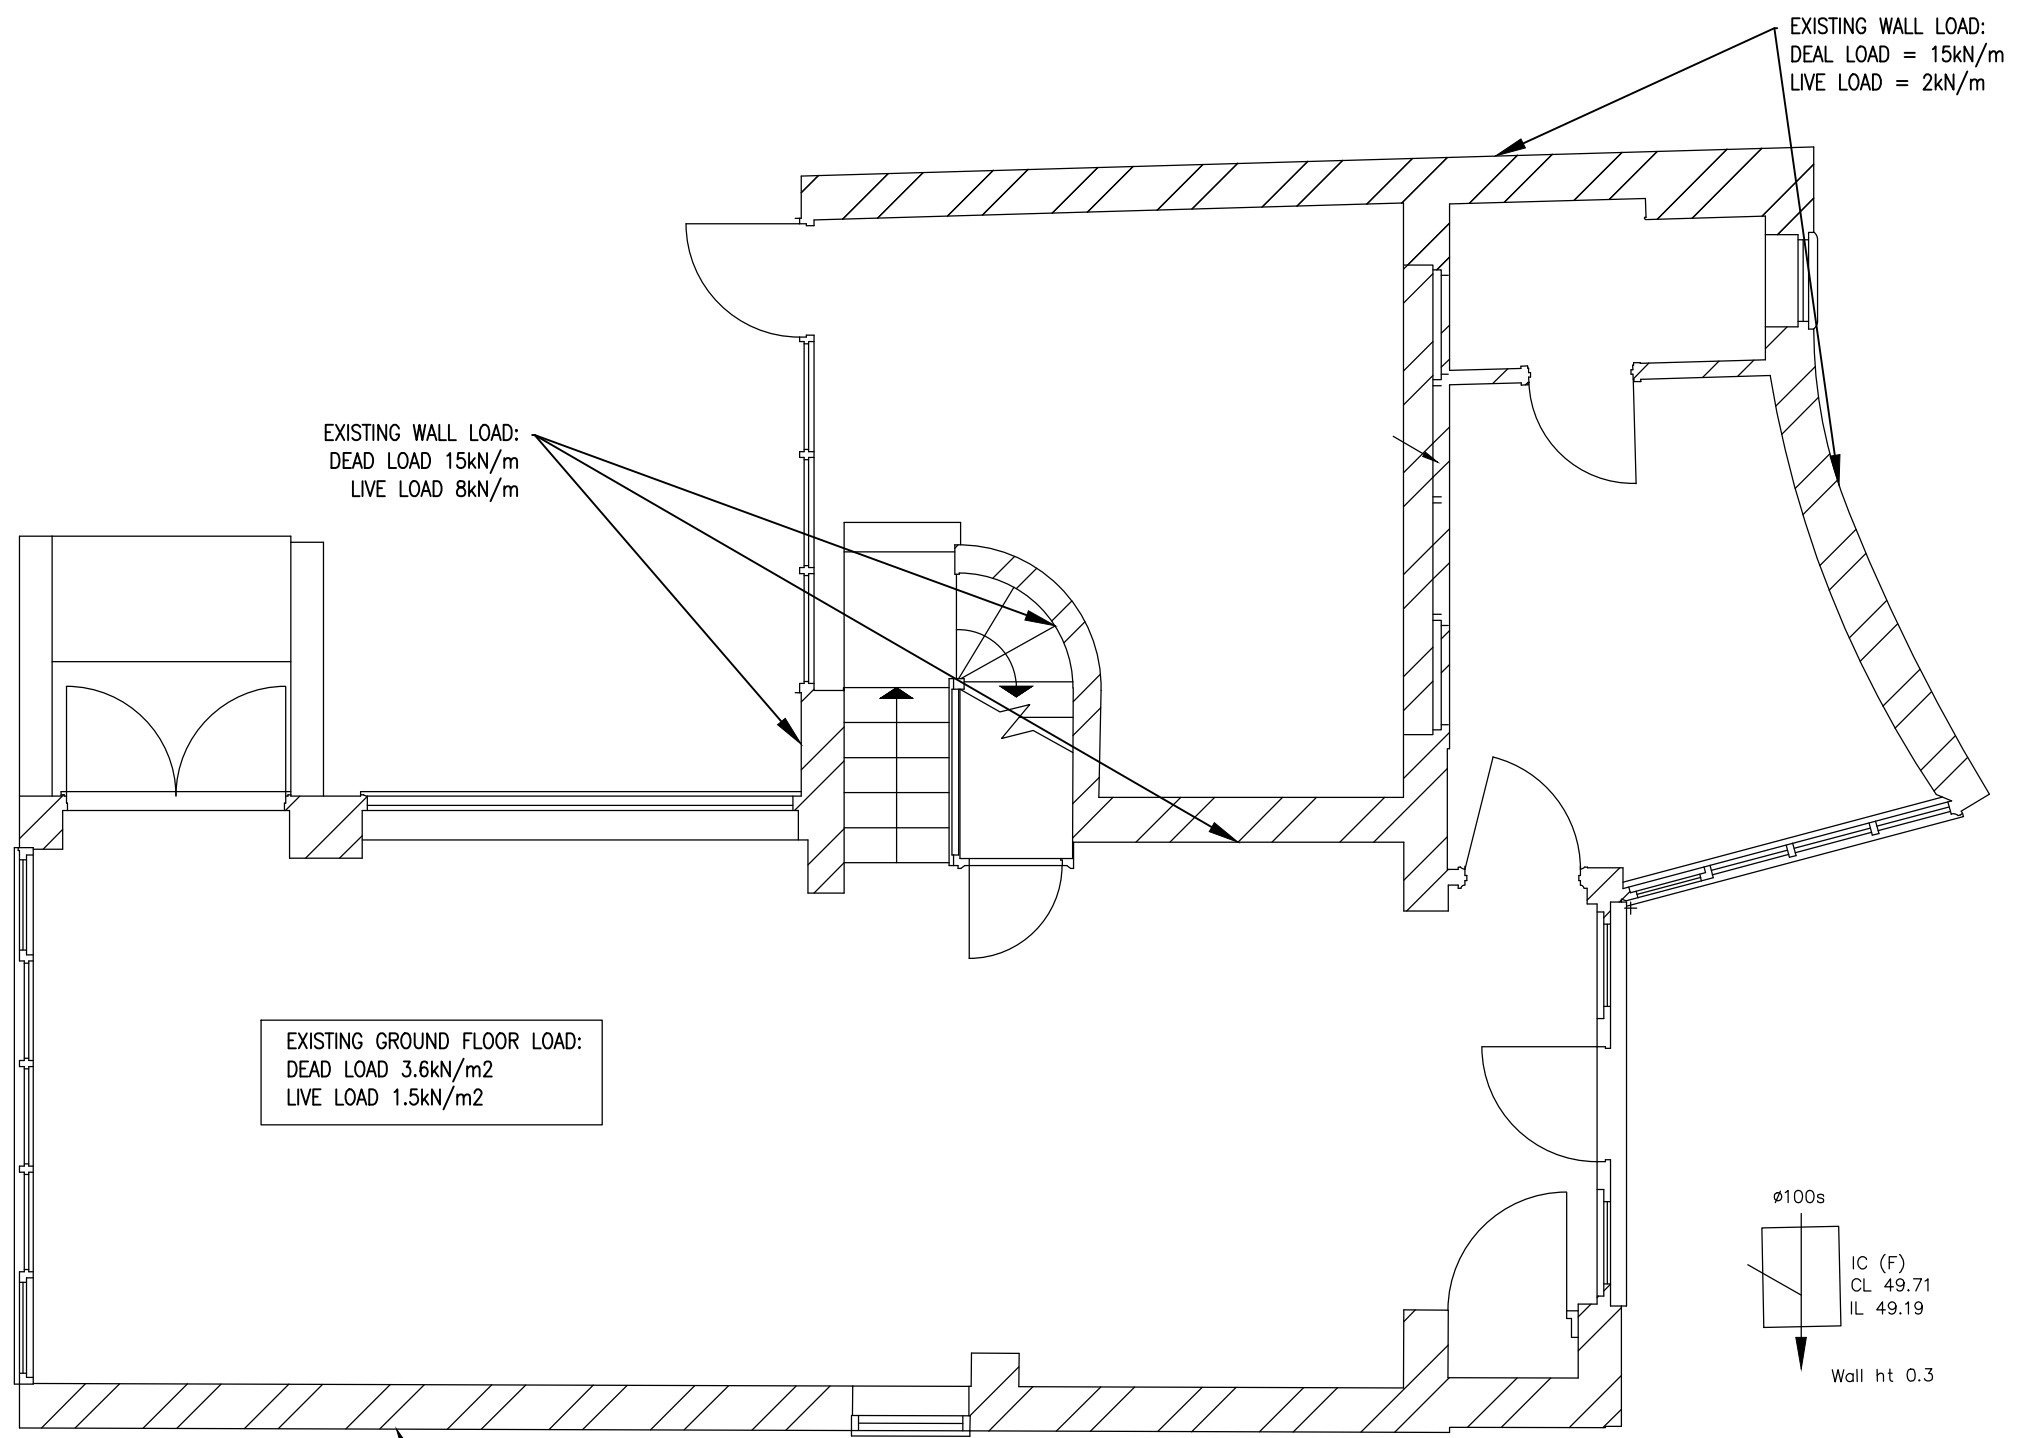 EXISTING WALL LOAD:
DEAL LOAD = 15kN/m
LIVE LOAD = 2kN/m
EXISTING WALL LOAD:
DEAD LOAD 15kN/m
LIVE LOAD 8kN/m
EXISTING GROUND FLOOR LOAD:
DEAD LOAD 3.6kN/m2
LIVE LOAD 1.5kN/m2
ø100s
IC (F)
CL 49.71
IL 49.19
Wall ht 0.3